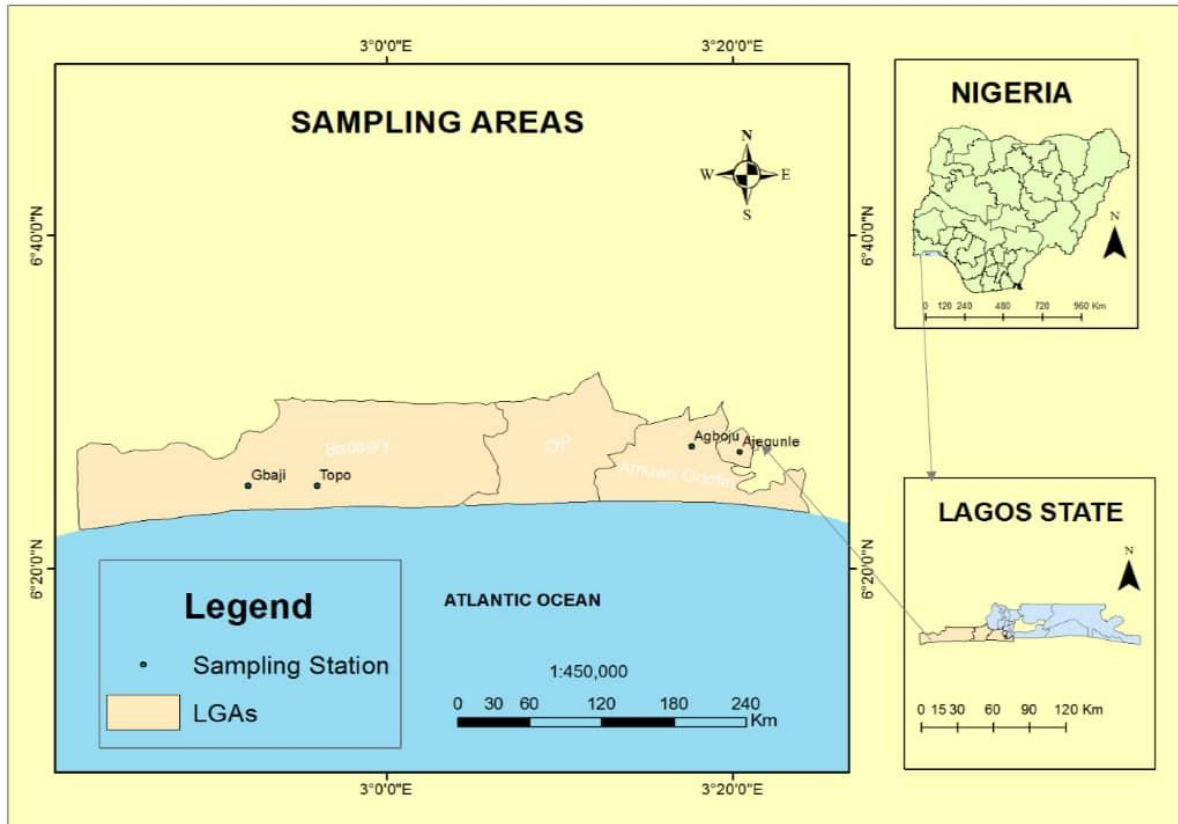 3°0'0"E
3°20'0"E
SAMPLING AREAS
N
W
E
S
6°40'0"N
6°40'0"N
Badagry
OJO
Amuwo Odofin
Agboju
Ajegunle
Gbaji
Topo
6°20'0"N
6°20'0"N
Legend
Sampling Station
LGAs
ATLANTIC OCEAN
1:450,000
0 30 60 120 180 240
Km
3°0'0"E
3°20'0"E
NIGERIA
N
0 120 240 480 720 960 Km
LAGOS STATE
N
0 15 30 60 90 120 Km